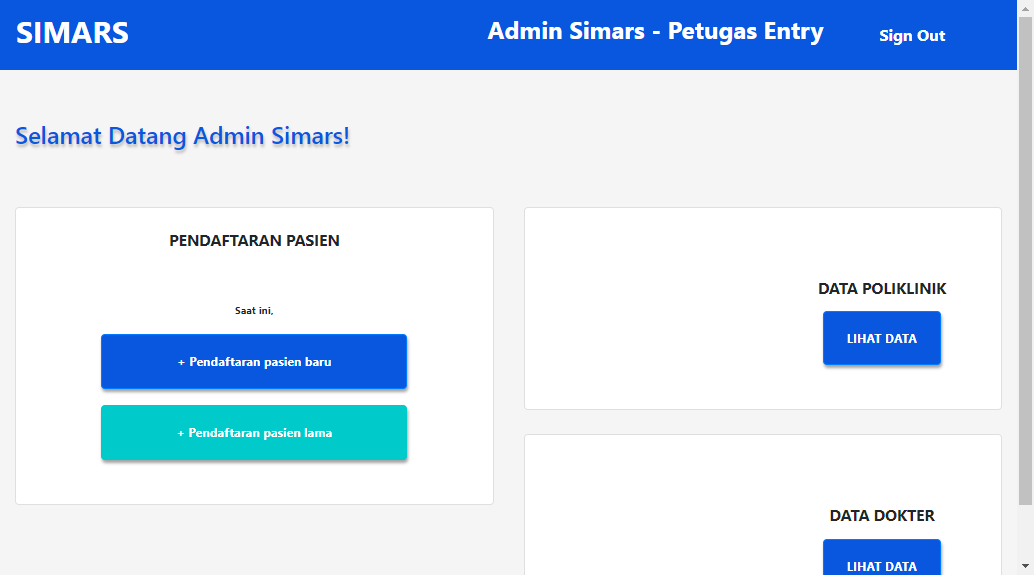 SIMARS
Admin Simars - Petugas Entry
Sign Out
Selamat Datang Admin Simars!
PENDAFTARAN PASIEN
Saat ini,
+ Pendaftaran pasien baru
+ Pendaftaran pasien lama
DATA POLIKLINIK
LIHAT DATA
DATA DOKTER
LIHAT DATA